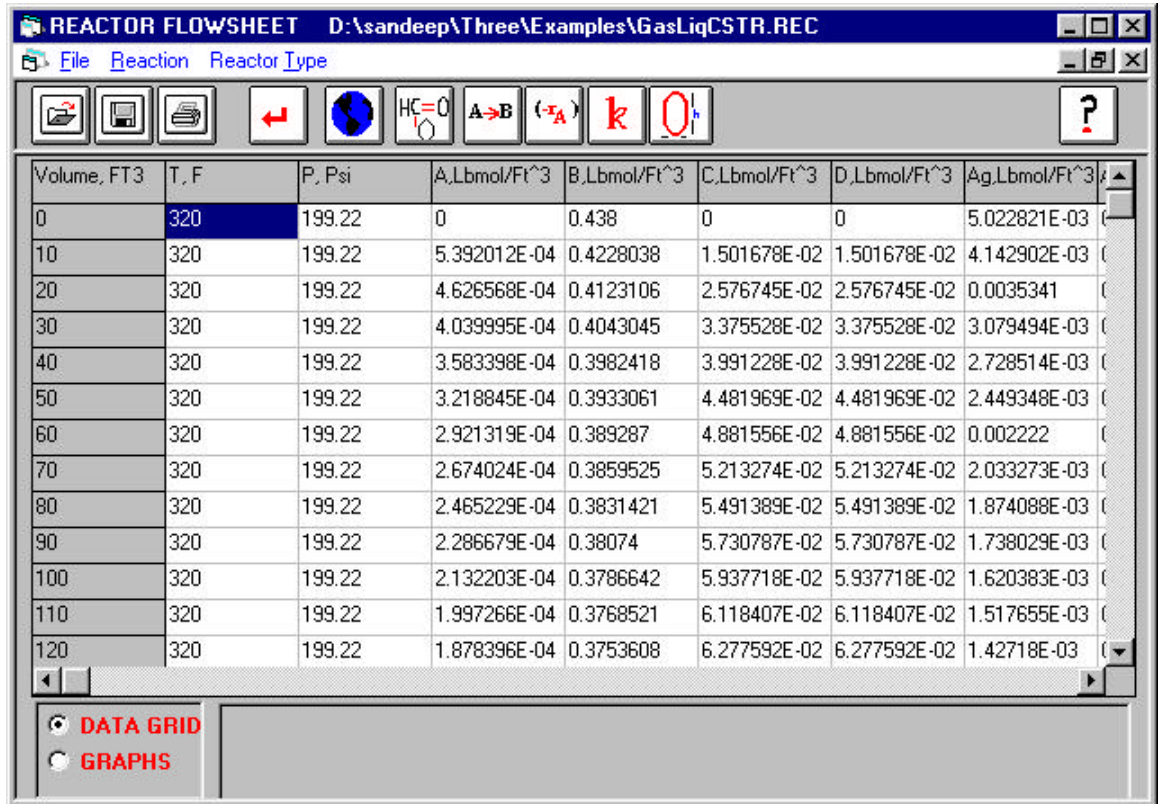 REACTOR FLOWSHEET D:\sandeep\Three\Examples\GasLiqCSTR.REC
File Reaction Reactor Type
HC=O A→B (-rA) k h ?
Volume, FT3 T, F P, Psi A,Lbmol/Ft^3 B,Lbmol/Ft^3 C,Lbmol/Ft^3 D,Lbmol/Ft^3 Ag,Lbmol/Ft^3
0 320 199.22 0 0.438 0 0 5.022821E-03
10 320 199.22 5.392012E-04 0.4228038 1.501678E-02 1.501678E-02 4.142902E-03
20 320 199.22 4.626568E-04 0.4123106 2.576745E-02 2.576745E-02 0.0035341
30 320 199.22 4.039995E-04 0.4043045 3.375528E-02 3.375528E-02 3.079494E-03
40 320 199.22 3.583398E-04 0.3982418 3.991228E-02 3.991228E-02 2.728514E-03
50 320 199.22 3.218845E-04 0.3933061 4.481969E-02 4.481969E-02 2.449348E-03
60 320 199.22 2.921319E-04 0.389287 4.881556E-02 4.881556E-02 0.002222
70 320 199.22 2.674024E-04 0.3859525 5.213274E-02 5.213274E-02 2.033273E-03
80 320 199.22 2.465229E-04 0.3831421 5.491389E-02 5.491389E-02 1.874088E-03
90 320 199.22 2.286679E-04 0.38074 5.730787E-02 5.730787E-02 1.738029E-03
100 320 199.22 2.132203E-04 0.3786642 5.937718E-02 5.937718E-02 1.620383E-03
110 320 199.22 1.997266E-04 0.3768521 6.118407E-02 6.118407E-02 1.517655E-03
120 320 199.22 1.878396E-04 0.3753608 6.277592E-02 6.277592E-02 1.42718E-03
DATA GRID
GRAPHS